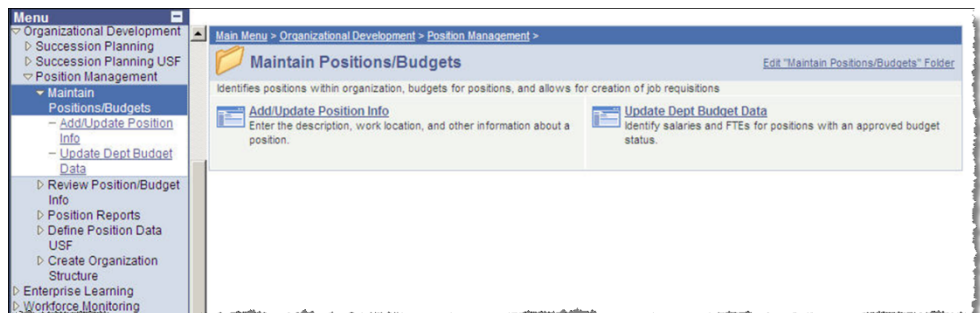 Menu
Organizational Development
Succession Planning
Succession Planning USF
Position Management
Maintain
Positions/Budgets
Add/Update Position
Info
Update Dept Budget
Data
Review Position/Budget
Info
Position Reports
Define Position Data
USF
Create Organization
Structure
Enterprise Learning
Workforce Monitoring
Main Menu > Organizational Development > Position Management >
Maintain Positions/Budgets
Edit "Maintain Positions/Budgets" Folder
Identifies positions within organization, budgets for positions, and allows for creation of job requisitions
Add/Update Position Info
Enter the description, work location, and other information about a
position.
Update Dept Budget Data
Identify salaries and FTEs for positions with an approved budget
status.